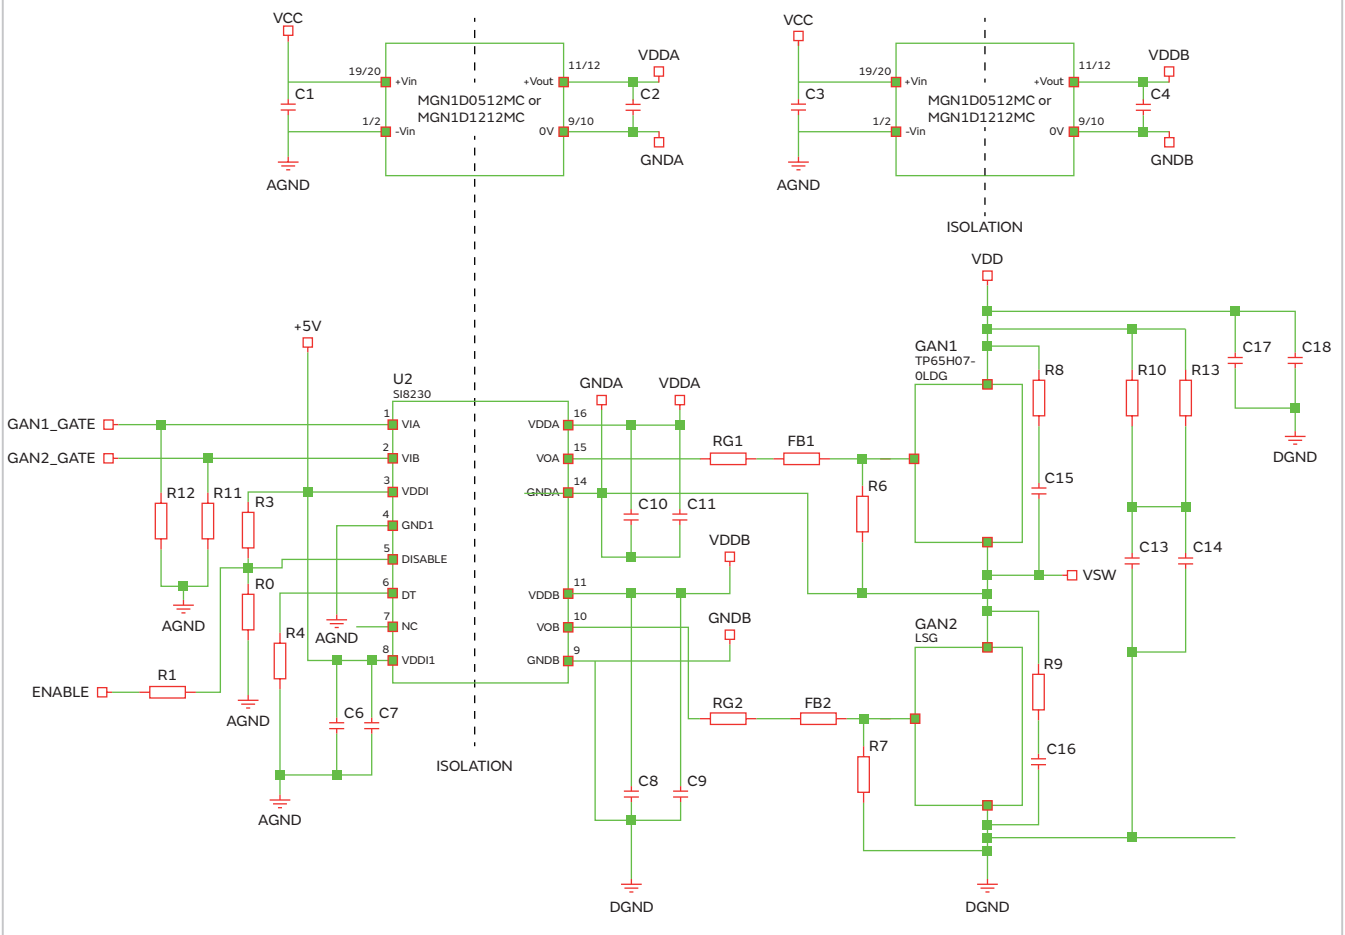 VCC
19/20
+Vin
C1
1/2
-Vin
AGND
MGN1D0512MC or
MGN1D1212MC
11/12
+Vout
VDDA
C2
9/10
0V
GNDA
VCC
19/20
+Vin
C3
1/2
-Vin
AGND
MGN1D0512MC or
MGN1D1212MC
11/12
+Vout
VDDB
C4
9/10
0V
GNDB
ISOLATION
VDD
+5V
U2
SI8230
GAN1_GATE
GAN2_GATE
R12
R11
R3
R0
AGND
R4
AGND
ENABLE
R1
AGND
C6
C7
AGND
1
VIA
2
VIB
3
VDDI
4
GND1
5
DISABLE
6
DT
7
NC
8
VDDI1
VDDA
16
VOA
15
GNDA
14
VDDB
11
VOB
10
GNDB
9
ISOLATION
GNDA
VDDA
C10
C11
VDDB
GNDB
C8
C9
DGND
RG1
FB1
R6
RG2
FB2
R7
GAN1
TP65H07-
0LDG
R8
C15
VSW
GAN2
LSG
R9
C16
DGND
R10
R13
C13
C14
C17
C18
DGND